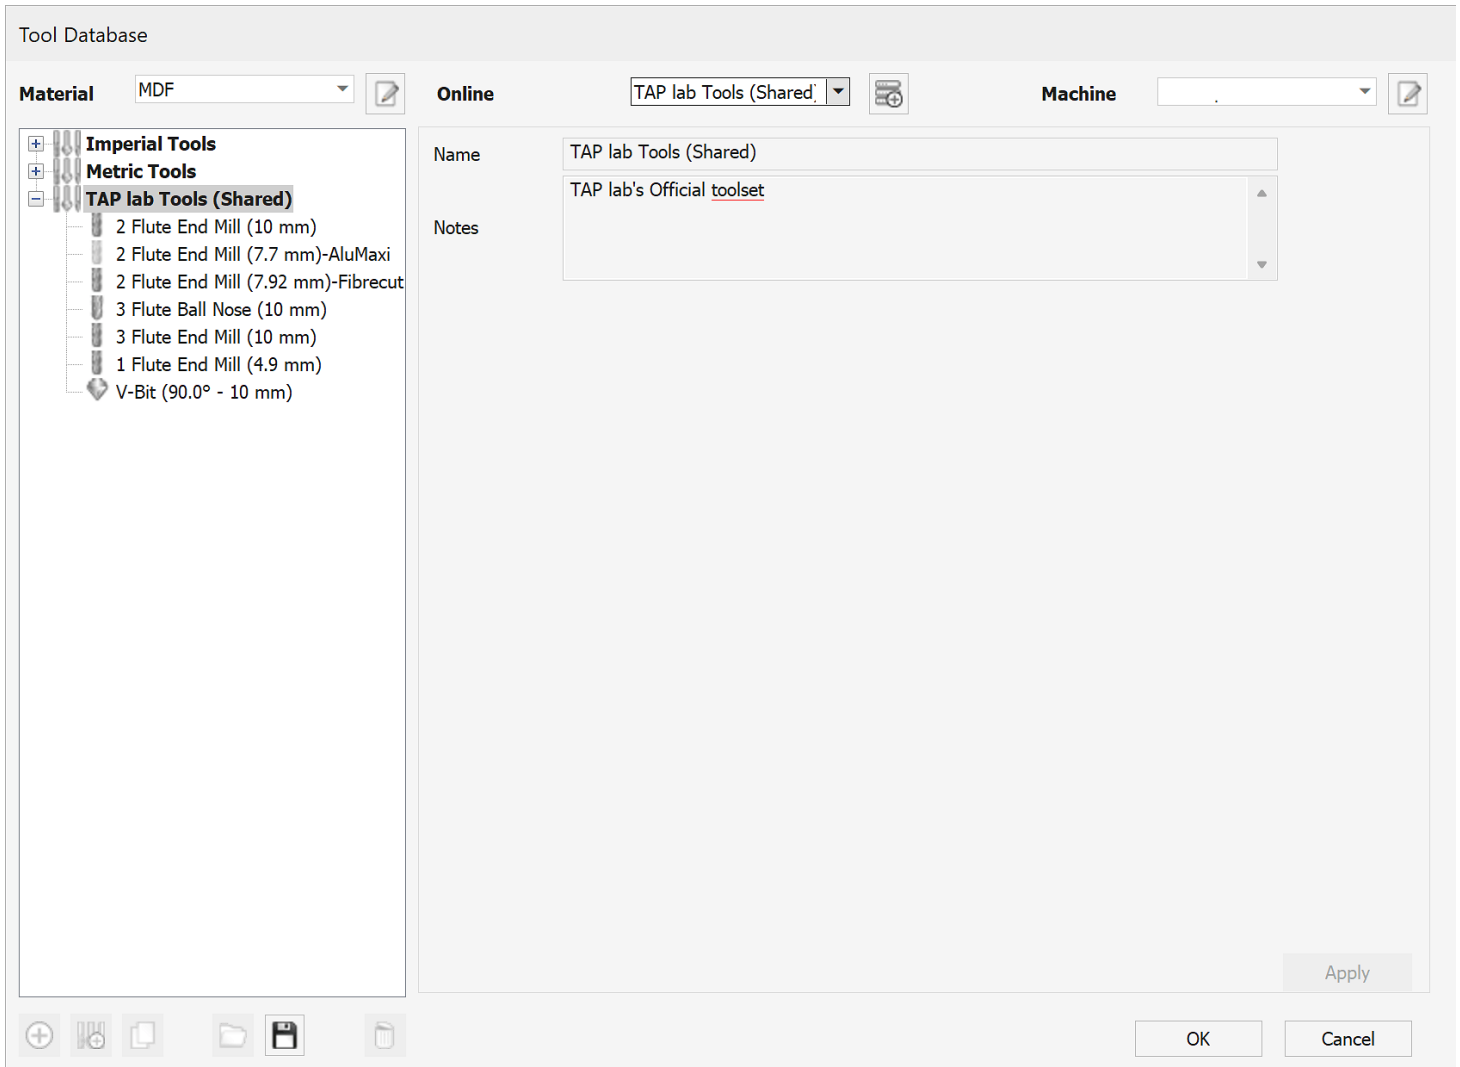 Tool Database
Material MDF Online TAP lab Tools (Shared) Machine .
Imperial Tools
Metric Tools
TAP lab Tools (Shared)
2 Flute End Mill (10 mm)
2 Flute End Mill (7.7 mm)-AluMaxi
2 Flute End Mill (7.92 mm)-Fibrecut
3 Flute Ball Nose (10 mm)
3 Flute End Mill (10 mm)
1 Flute End Mill (4.9 mm)
V-Bit (90.0° - 10 mm)
Name TAP lab Tools (Shared)
Notes TAP lab's Official toolset
Apply
OK Cancel